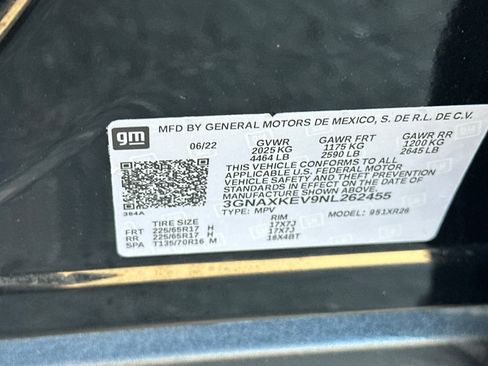 gm
MFD BY GENERAL MOTORS DE MEXICO, S. DE R.L. DE C.V.
06/22 GVWR GAWR FRT GAWR RR
2025 KG 1175 KG 1200 KG
4464 LB 2590 LB 2645 LB
THIS VEHICLE CONFORMS TO ALL
APPLICABLE U.S. FEDERAL MOTOR
VEHICLE SAFETY AND THEFT PREVENTION
STANDARDS IN EFFECT ON THE DATE OF
MANUFACTURE SHOWN ABOVE.
3GNAXKEV9NL262455
TYPE: MPV MODEL: 951XR26
384A
TIRE SIZE RIM
FRT 225/65R17 H 17X7J
RR 225/65R17 H 17X7J
SPA T135/70R16 M 16X4BT